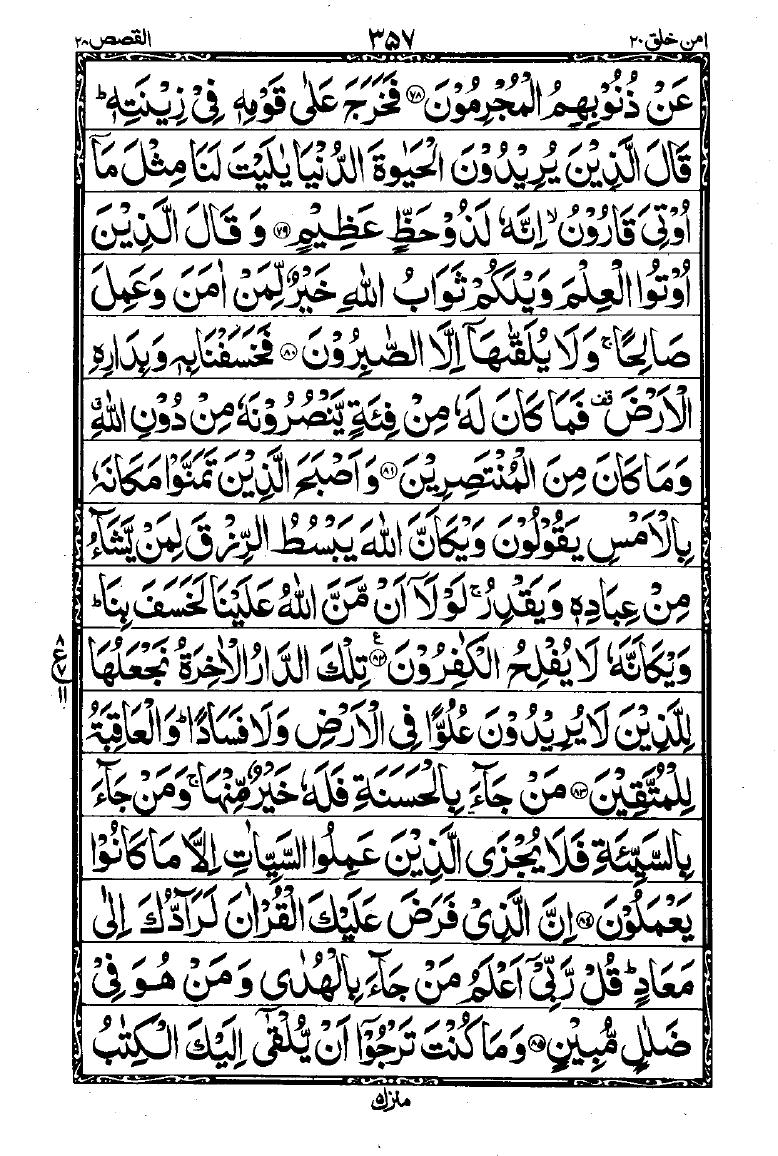 امن خلق ٢٠ ٣٥٧ القصص ٢٨
عَنْ ذُنُوْبِهِمُ الْمُجْرِمُوْنَ ﴿٧٨﴾ فَخَرَجَ عَلٰى قَوْمِهٖ فِيْ زِيْنَتِهٖ ؕ
قَالَ الَّذِيْنَ يُرِيْدُوْنَ الْحَيٰوةَ الدُّنْيَا يٰلَيْتَ لَنَا مِثْلَ مَاۤ
اُوْتِيَ قَارُوْنُ ۙ اِنَّهٗ لَذُوْ حَظٍّ عَظِيْمٍ ﴿٧٩﴾ وَ قَالَ الَّذِيْنَ
اُوْتُوا الْعِلْمَ وَيْلَكُمْ ثَوَابُ اللّٰهِ خَيْرٌ لِّمَنْ اٰمَنَ وَعَمِلَ
صَالِحًا ۚ وَلَا يُلَقّٰىهَاۤ اِلَّا الصّٰبِرُوْنَ ﴿٨٠﴾ فَخَسَفْنَا بِهٖ وَبِدَارِهِ
الْاَرْضَ ۫ فَمَا كَانَ لَهٗ مِنْ فِئَةٍ يَّنْصُرُوْنَهٗ مِنْ دُوْنِ اللّٰهِ ۗ
وَمَا كَانَ مِنَ الْمُنْتَصِرِيْنَ ﴿٨١﴾ وَاَصْبَحَ الَّذِيْنَ تَمَنَّوْا مَكَانَهٗ
بِالْاَمْسِ يَقُوْلُوْنَ وَيْكَاَنَّ اللّٰهَ يَبْسُطُ الرِّزْقَ لِمَنْ يَّشَآءُ
مِنْ عِبَادِهٖ وَيَقْدِرُ ۚ لَوْلَاۤ اَنْ مَّنَّ اللّٰهُ عَلَيْنَا لَخَسَفَ بِنَا ؕ
وَيْكَاَنَّهٗ لَا يُفْلِحُ الْكٰفِرُوْنَ ﴿٨٢﴾ تِلْكَ الدَّارُ الْاٰخِرَةُ نَجْعَلُهَا
لِلَّذِيْنَ لَا يُرِيْدُوْنَ عُلُوًّا فِى الْاَرْضِ وَلَا فَسَادًا ؕ وَالْعَاقِبَةُ
لِلْمُتَّقِيْنَ ﴿٨٣﴾ مَنْ جَآءَ بِالْحَسَنَةِ فَلَهٗ خَيْرٌ مِّنْهَا ۚ وَمَنْ جَآءَ
بِالسَّيِّئَةِ فَلَا يُجْزَى الَّذِيْنَ عَمِلُوا السَّيِّاٰتِ اِلَّا مَا كَانُوْا
يَعْمَلُوْنَ ﴿٨٤﴾ اِنَّ الَّذِيْ فَرَضَ عَلَيْكَ الْقُرْاٰنَ لَرَآدُّكَ اِلٰى
مَعَادٍ ؕ قُلْ رَّبِّيْۤ اَعْلَمُ مَنْ جَآءَ بِالْهُدٰى وَمَنْ هُوَ فِيْ
ضَلٰلٍ مُّبِيْنٍ ﴿٨٥﴾ وَمَا كُنْتَ تَرْجُوْۤا اَنْ يُّلْقٰۤى اِلَيْكَ الْكِتٰبُ
ع
٨
٧
١١
منزل ٥